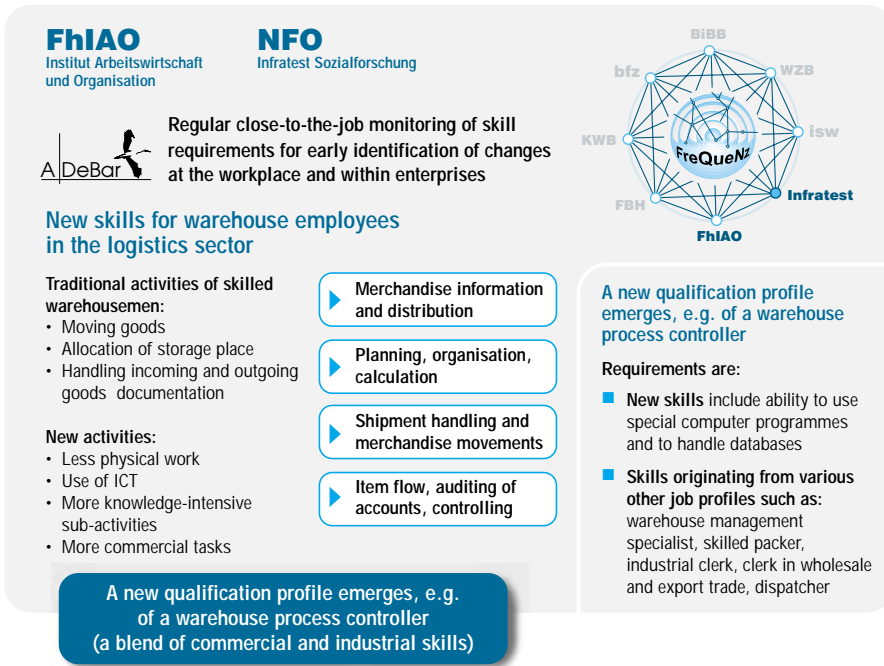 FhIAO
Institut Arbeitswirtschaft
und Organisation
NFO
Infratest Sozialforschung
A DeBar
Regular close-to-the-job monitoring of skill
requirements for early identification of changes
at the workplace and within enterprises
BiBB
WZB
isw
Infratest
FhIAO
FBH
KWB
bfz
FreQueNz
New skills for warehouse employees
in the logistics sector
Traditional activities of skilled
warehousemen:
• Moving goods
• Allocation of storage place
• Handling incoming and outgoing
goods documentation
New activities:
• Less physical work
• Use of ICT
• More knowledge-intensive
sub-activities
• More commercial tasks
Merchandise information
and distribution
Planning, organisation,
calculation
Shipment handling and
merchandise movements
Item flow, auditing of
accounts, controlling
A new qualification profile emerges, e.g.
of a warehouse process controller
(a blend of commercial and industrial skills)
A new qualification profile
emerges, e.g. of a warehouse
process controller
Requirements are:
New skills include ability to use
special computer programmes
and to handle databases
Skills originating from various
other job profiles such as:
warehouse management
specialist, skilled packer,
industrial clerk, clerk in wholesale
and export trade, dispatcher